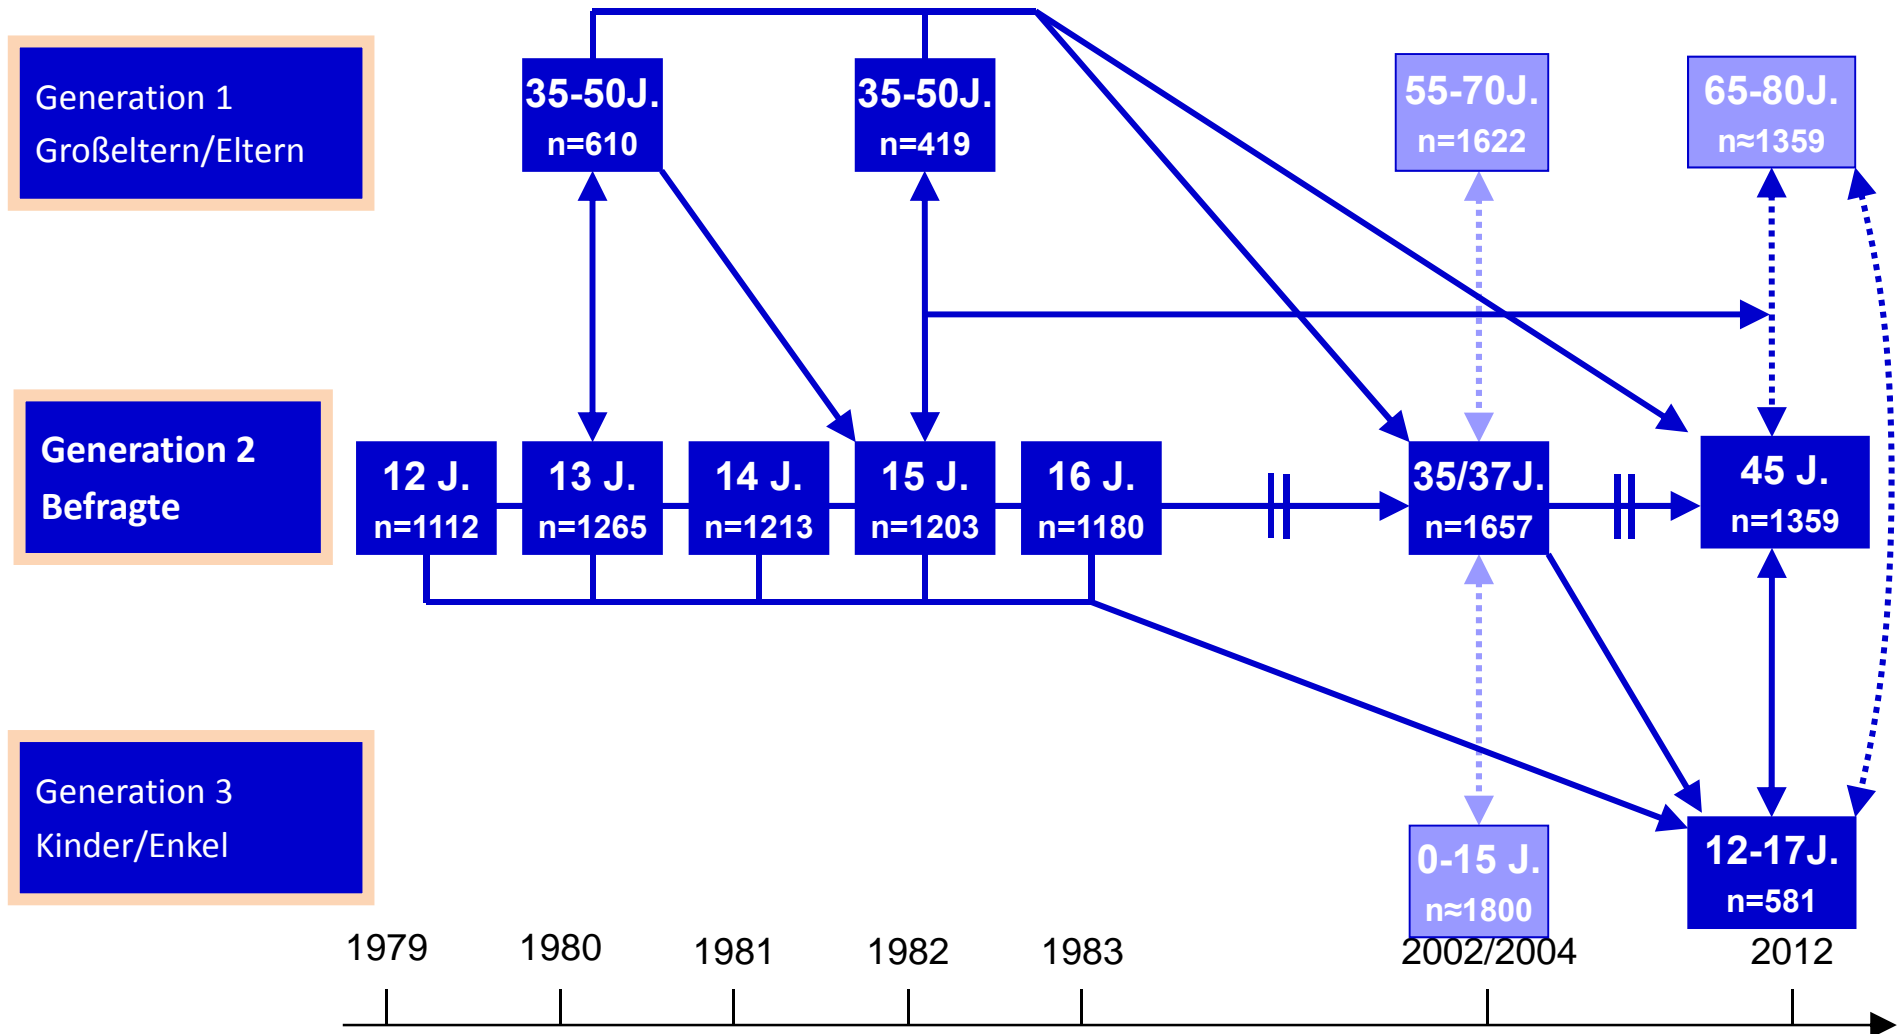 Generation 1
Großeltern/Eltern
35-50J.
n=610
35-50J.
n=419
55-70J.
n=1622
65-80J.
n≈1359
Generation 2
Befragte
12 J.
n=1112
13 J.
n=1265
14 J.
n=1213
15 J.
n=1203
16 J.
n=1180
35/37J.
n=1657
45 J.
n=1359
Generation 3
Kinder/Enkel
0-15 J.
n≈1800
12-17J.
n=581
1979
1980
1981
1982
1983
2002/2004
2012